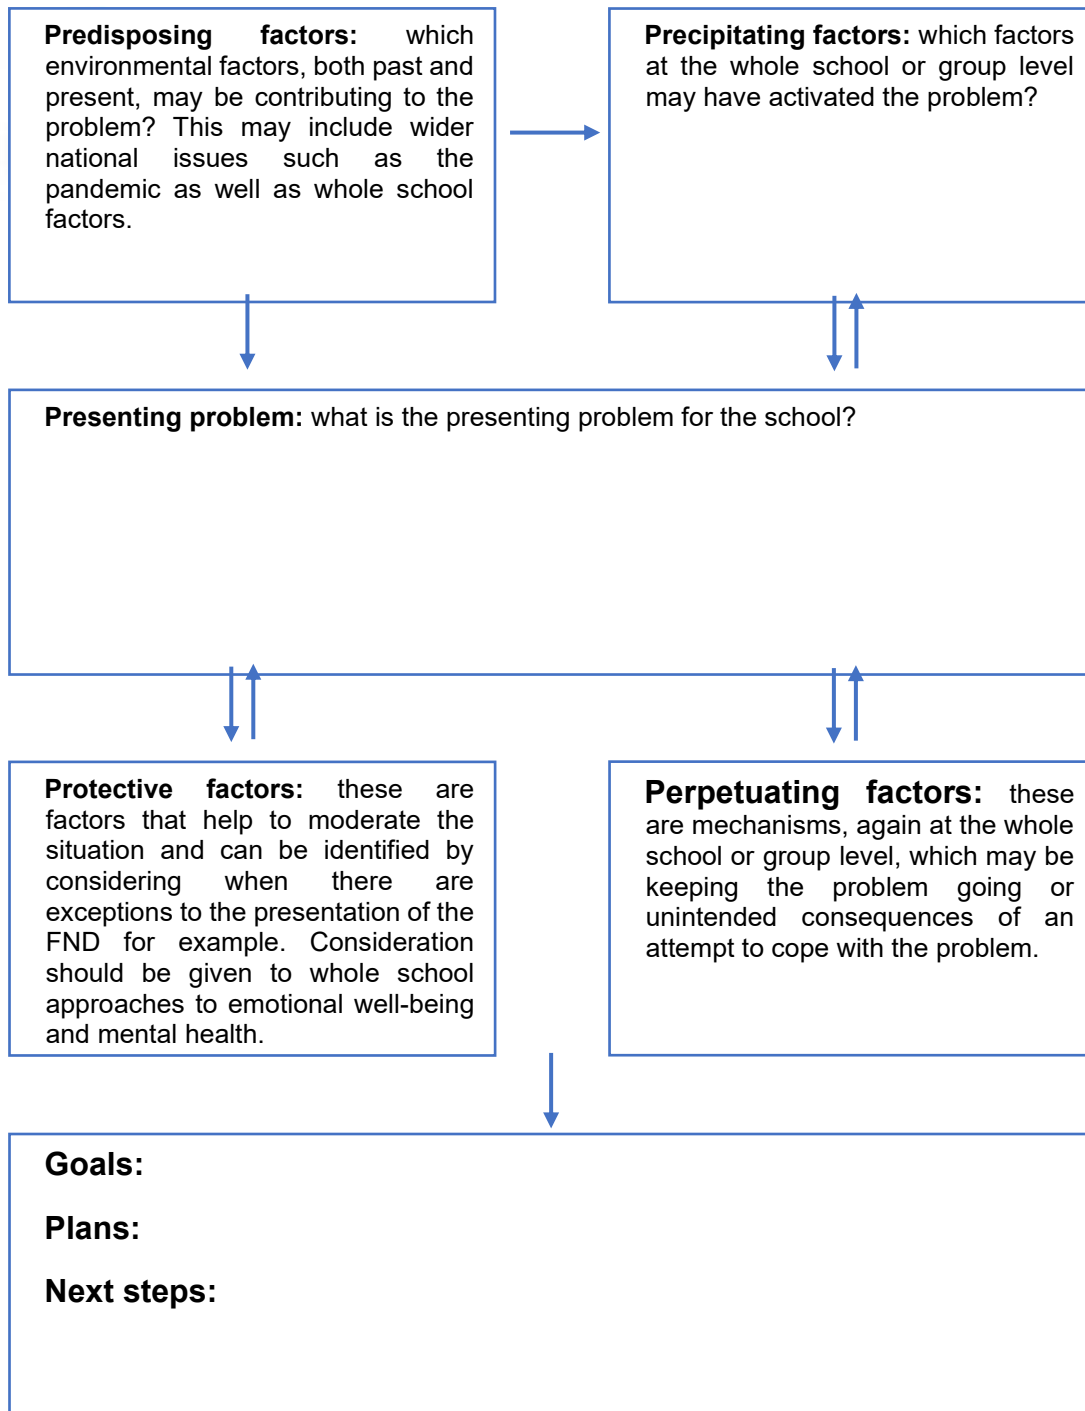 Predisposing factors: which
environmental factors, both past and
present, may be contributing to the
problem? This may include wider
national issues such as the
pandemic as well as whole school
factors.
Precipitating factors: which factors
at the whole school or group level
may have activated the problem?
Presenting problem: what is the presenting problem for the school?
Protective factors: these are
factors that help to moderate the
situation and can be identified by
considering when there are
exceptions to the presentation of the
FND for example. Consideration
should be given to whole school
approaches to emotional well-being
and mental health.
Perpetuating factors: these
are mechanisms, again at the whole
school or group level, which may be
keeping the problem going or
unintended consequences of an
attempt to cope with the problem.
Goals:
Plans:
Next steps: